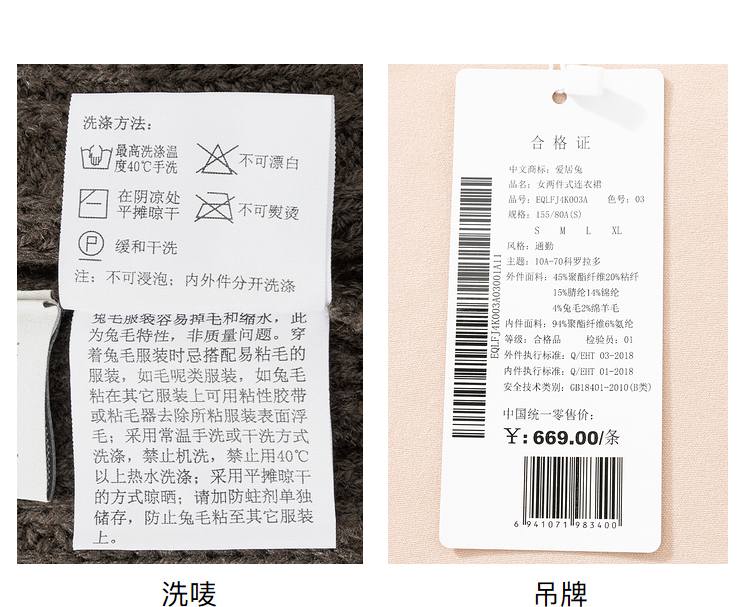 洗涤方法：
最高洗涤温
度40℃手洗
不可漂白
在阴凉处
平摊晾干
不可熨烫
P
缓和干洗
注：不可浸泡；内外件分开洗涤
兔毛服装容易掉毛和缩水，此
为兔毛特性，非质量问题。穿
着兔毛服装时忌搭配易粘毛的
服装，如毛呢类服装，如兔毛
粘在其它服装上可用粘性胶带
或粘毛器去除所粘服装表面浮
毛；采用常温手洗或干洗方式
洗涤，禁止机洗，禁止用40℃
以上热水洗涤；采用平摊晾干
的方式晾晒；请加防蛀剂单独
储存，防止兔毛粘至其它服装
上。
洗唛
合格证
中文商标：爱居兔
品名：女两件式连衣裙
品号：EQLFJ4K003A 色号：03
规格：155/80A(S)
S M L XL
风格：通勤
主题：10A-70科罗拉多
外件面料：45%聚酯纤维20%粘纤
15%腈纶14%锦纶
4%兔毛2%绵羊毛
内件面料：94%聚酯纤维6%氨纶
等级：合格品 检验员：01
外件执行标准：Q/EHT 03-2018
内件执行标准：Q/EHT 01-2018
安全技术类别：GB18401-2010(B类)
EQLFJ4K003A03001A11
中国统一零售价：
￥:669.00/条
6 941071 983400
吊牌